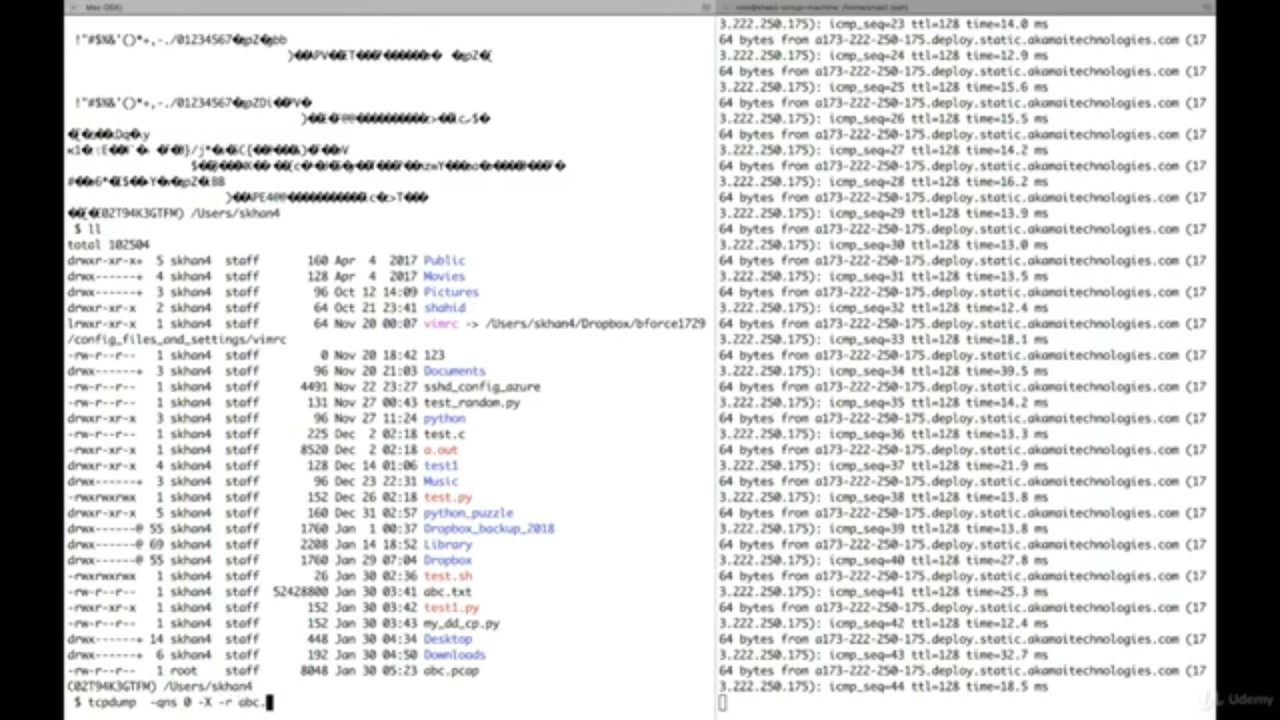 Mac OSX)
!"#$%&'()*+,-./01234567
!"#$%&'()*+,-./01234567
C02T94K3GTFM) /Users/skhan4
$ ll
total 102504
drwxr-xr-x+ 5 skhan4 staff 160 Apr 4 2017 Public
drwx------+ 4 skhan4 staff 128 Apr 4 2017 Movies
drwx------+ 3 skhan4 staff 96 Oct 12 14:09 Pictures
drwxr-xr-x 2 skhan4 staff 64 Oct 21 23:41 shahid
lrwxr-xr-x 1 skhan4 staff 64 Nov 20 00:07 vimrc -> /Users/skhan4/Dropbox/bforce1729
/config_files_and_settings/vimrc
-rw-r--r-- 1 skhan4 staff 0 Nov 20 18:42 123
drwx------+ 3 skhan4 staff 96 Nov 20 21:03 Documents
-rw-r--r-- 1 skhan4 staff 4491 Nov 22 23:27 sshd_config_azure
-rw-r--r-- 1 skhan4 staff 131 Nov 27 00:43 test_random.py
drwxr-xr-x 3 skhan4 staff 96 Nov 27 11:24 python
-rw-r--r-- 1 skhan4 staff 225 Dec 2 02:18 test.c
-rwxr-xr-x 1 skhan4 staff 8520 Dec 2 02:18 a.out
drwxr-xr-x 4 skhan4 staff 128 Dec 14 01:06 test1
drwx------+ 3 skhan4 staff 96 Dec 23 22:31 Music
-rwxrwxrwx 1 skhan4 staff 152 Dec 26 02:18 test.py
drwxr-xr-x 5 skhan4 staff 160 Dec 31 02:57 python_puzzle
drwx------@ 55 skhan4 staff 1760 Jan 1 00:37 Dropbox_backup_2018
drwx------@ 69 skhan4 staff 2208 Jan 14 18:52 Library
drwx------@ 55 skhan4 staff 1760 Jan 29 07:04 Dropbox
-rwxrwxrwx 1 skhan4 staff 26 Jan 30 02:36 test.sh
-rw-r--r-- 1 skhan4 staff 52428800 Jan 30 03:41 abc.txt
-rwxr-xr-x 1 skhan4 staff 152 Jan 30 03:42 test1.py
-rw-r--r-- 1 skhan4 staff 152 Jan 30 03:43 my_dd_cp.py
drwx------+ 14 skhan4 staff 448 Jan 30 04:34 Desktop
drwx------+ 6 skhan4 staff 192 Jan 30 04:50 Downloads
-rw-r--r-- 1 root staff 8048 Jan 30 05:23 abc.pcap
C02T94K3GTFM) /Users/skhan4
$ tcpdump -qns 0 -X -r abc.
3.222.250.175): icmp_seq=23 ttl=128 time=14.0 ms
64 bytes from a173-222-250-175.deploy.static.akamaitechnologies.com (17
3.222.250.175): icmp_seq=24 ttl=128 time=12.9 ms
64 bytes from a173-222-250-175.deploy.static.akamaitechnologies.com (17
3.222.250.175): icmp_seq=25 ttl=128 time=15.6 ms
64 bytes from a173-222-250-175.deploy.static.akamaitechnologies.com (17
3.222.250.175): icmp_seq=26 ttl=128 time=15.5 ms
64 bytes from a173-222-250-175.deploy.static.akamaitechnologies.com (17
3.222.250.175): icmp_seq=27 ttl=128 time=14.2 ms
64 bytes from a173-222-250-175.deploy.static.akamaitechnologies.com (17
3.222.250.175): icmp_seq=28 ttl=128 time=16.2 ms
64 bytes from a173-222-250-175.deploy.static.akamaitechnologies.com (17
3.222.250.175): icmp_seq=29 ttl=128 time=13.9 ms
64 bytes from a173-222-250-175.deploy.static.akamaitechnologies.com (17
3.222.250.175): icmp_seq=30 ttl=128 time=13.0 ms
64 bytes from a173-222-250-175.deploy.static.akamaitechnologies.com (17
3.222.250.175): icmp_seq=31 ttl=128 time=13.5 ms
64 bytes from a173-222-250-175.deploy.static.akamaitechnologies.com (17
3.222.250.175): icmp_seq=32 ttl=128 time=12.4 ms
64 bytes from a173-222-250-175.deploy.static.akamaitechnologies.com (17
3.222.250.175): icmp_seq=33 ttl=128 time=18.1 ms
64 bytes from a173-222-250-175.deploy.static.akamaitechnologies.com (17
3.222.250.175): icmp_seq=34 ttl=128 time=39.5 ms
64 bytes from a173-222-250-175.deploy.static.akamaitechnologies.com (17
3.222.250.175): icmp_seq=35 ttl=128 time=14.2 ms
64 bytes from a173-222-250-175.deploy.static.akamaitechnologies.com (17
3.222.250.175): icmp_seq=36 ttl=128 time=13.3 ms
64 bytes from a173-222-250-175.deploy.static.akamaitechnologies.com (17
3.222.250.175): icmp_seq=37 ttl=128 time=21.9 ms
64 bytes from a173-222-250-175.deploy.static.akamaitechnologies.com (17
3.222.250.175): icmp_seq=38 ttl=128 time=13.8 ms
64 bytes from a173-222-250-175.deploy.static.akamaitechnologies.com (17
3.222.250.175): icmp_seq=39 ttl=128 time=13.8 ms
64 bytes from a173-222-250-175.deploy.static.akamaitechnologies.com (17
3.222.250.175): icmp_seq=40 ttl=128 time=27.8 ms
64 bytes from a173-222-250-175.deploy.static.akamaitechnologies.com (17
3.222.250.175): icmp_seq=41 ttl=128 time=25.3 ms
64 bytes from a173-222-250-175.deploy.static.akamaitechnologies.com (17
3.222.250.175): icmp_seq=42 ttl=128 time=12.4 ms
64 bytes from a173-222-250-175.deploy.static.akamaitechnologies.com (17
3.222.250.175): icmp_seq=43 ttl=128 time=32.7 ms
64 bytes from a173-222-250-175.deploy.static.akamaitechnologies.com (17
3.222.250.175): icmp_seq=44 ttl=128 time=18.5 ms
Udemy